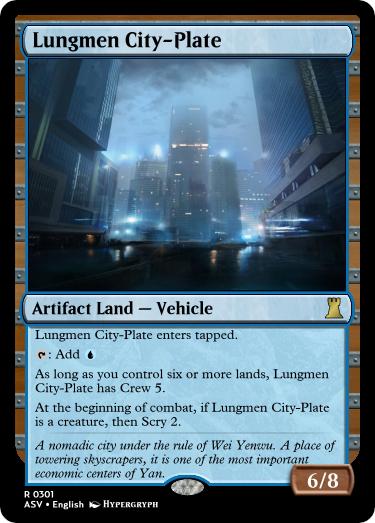 Lungmen City-Plate
Artifact Land — Vehicle
Lungmen City-Plate enters tapped.
: Add
As long as you control six or more lands, Lungmen
City-Plate has Crew 5.
At the beginning of combat, if Lungmen City-Plate
is a creature, then Scry 2.
A nomadic city under the rule of Wei Yenwu. A place of
towering skyscrapers, it is one of the most important
economic centers of Yan.
6/8
R 0301
ASV • English HYPERGRYPH